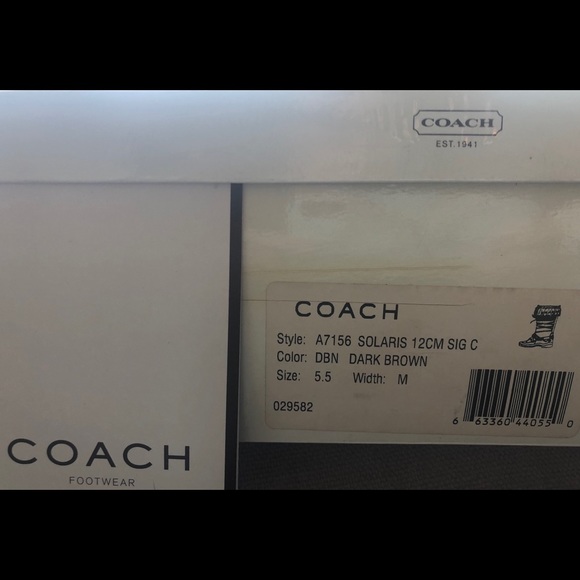 COACH
EST. 1941
COACH
Style: A7156 SOLARIS 12CM SIG C
Color: DBN DARK BROWN
Size: 5.5 Width: M
029582
6 63360 44055 0
COACH
FOOTWEAR